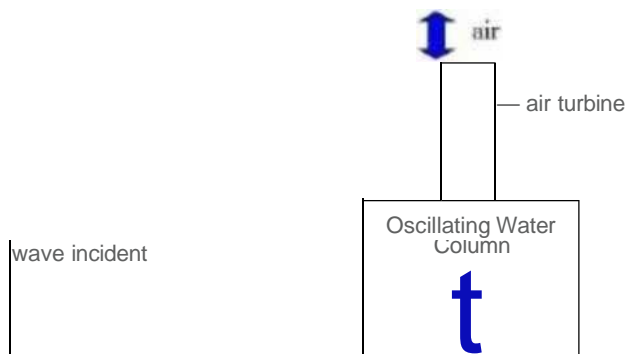 air
— air turbine
Oscillating Water
Column
wave incident
t